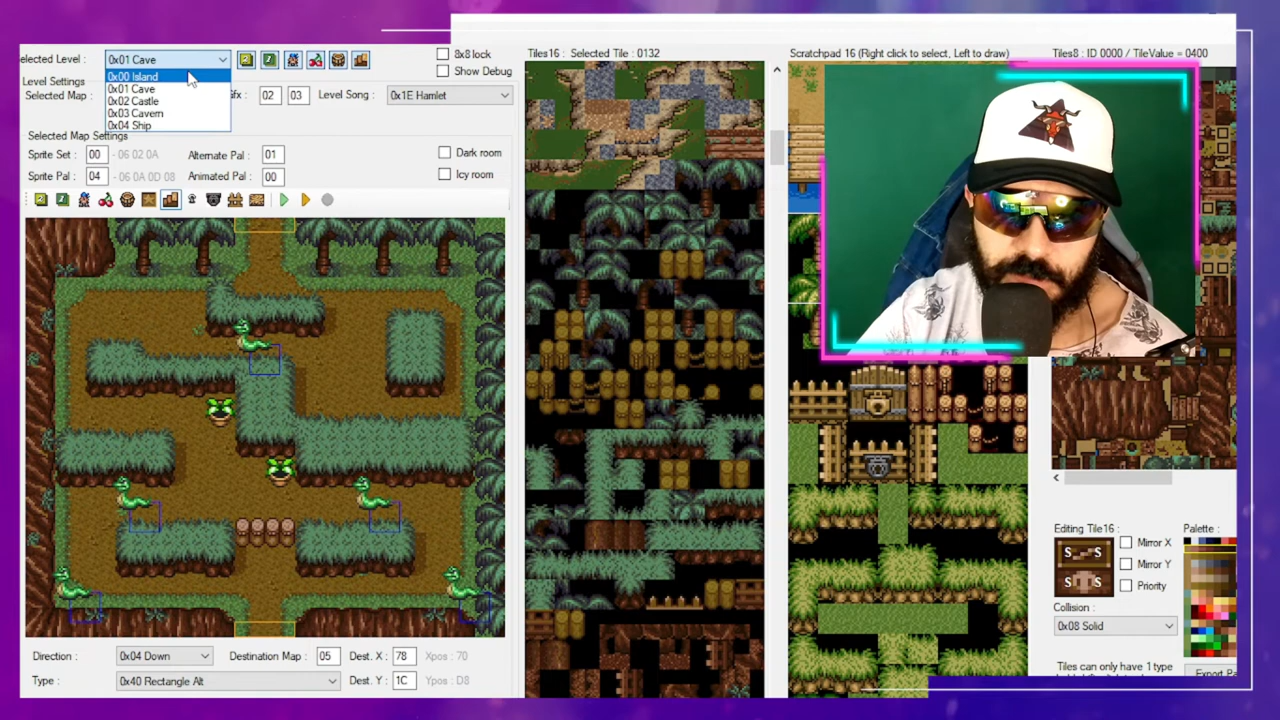 elected Level : 0x01 Cave
8x8 lock
Show Debug
0x00 Island
0x01 Cave
0x02 Castle
0x03 Cavern
0x04 Ship
Level Settings
Selected Map : fx: 02 03 Level Song : 0x1E Hamlet
Selected Map Settings
Sprite Set : 00 - 06 02 0A Alternate Pal : 01 Dark room
Sprite Pal : 04 - 06 0A 0D 08 Animated Pal : 00 Icy room
Tiles16 : Selected Tile : 0132
Scratchpad 16 (Right click to select, Left to draw)
Tiles8 : ID 0000 / TileValue = 0400
Editing Tile16 : Palette :
S S
S S
Mirror X
Mirror Y
Priority
Collision :
0x08 Solid
Tiles can only have 1 type
Export Pa
Direction : 0x04 Down Destination Map : 05 Dest. X : 78 Xpos : 70
Type : 0x40 Rectangle Alt Dest. Y : 1C Ypos : D8